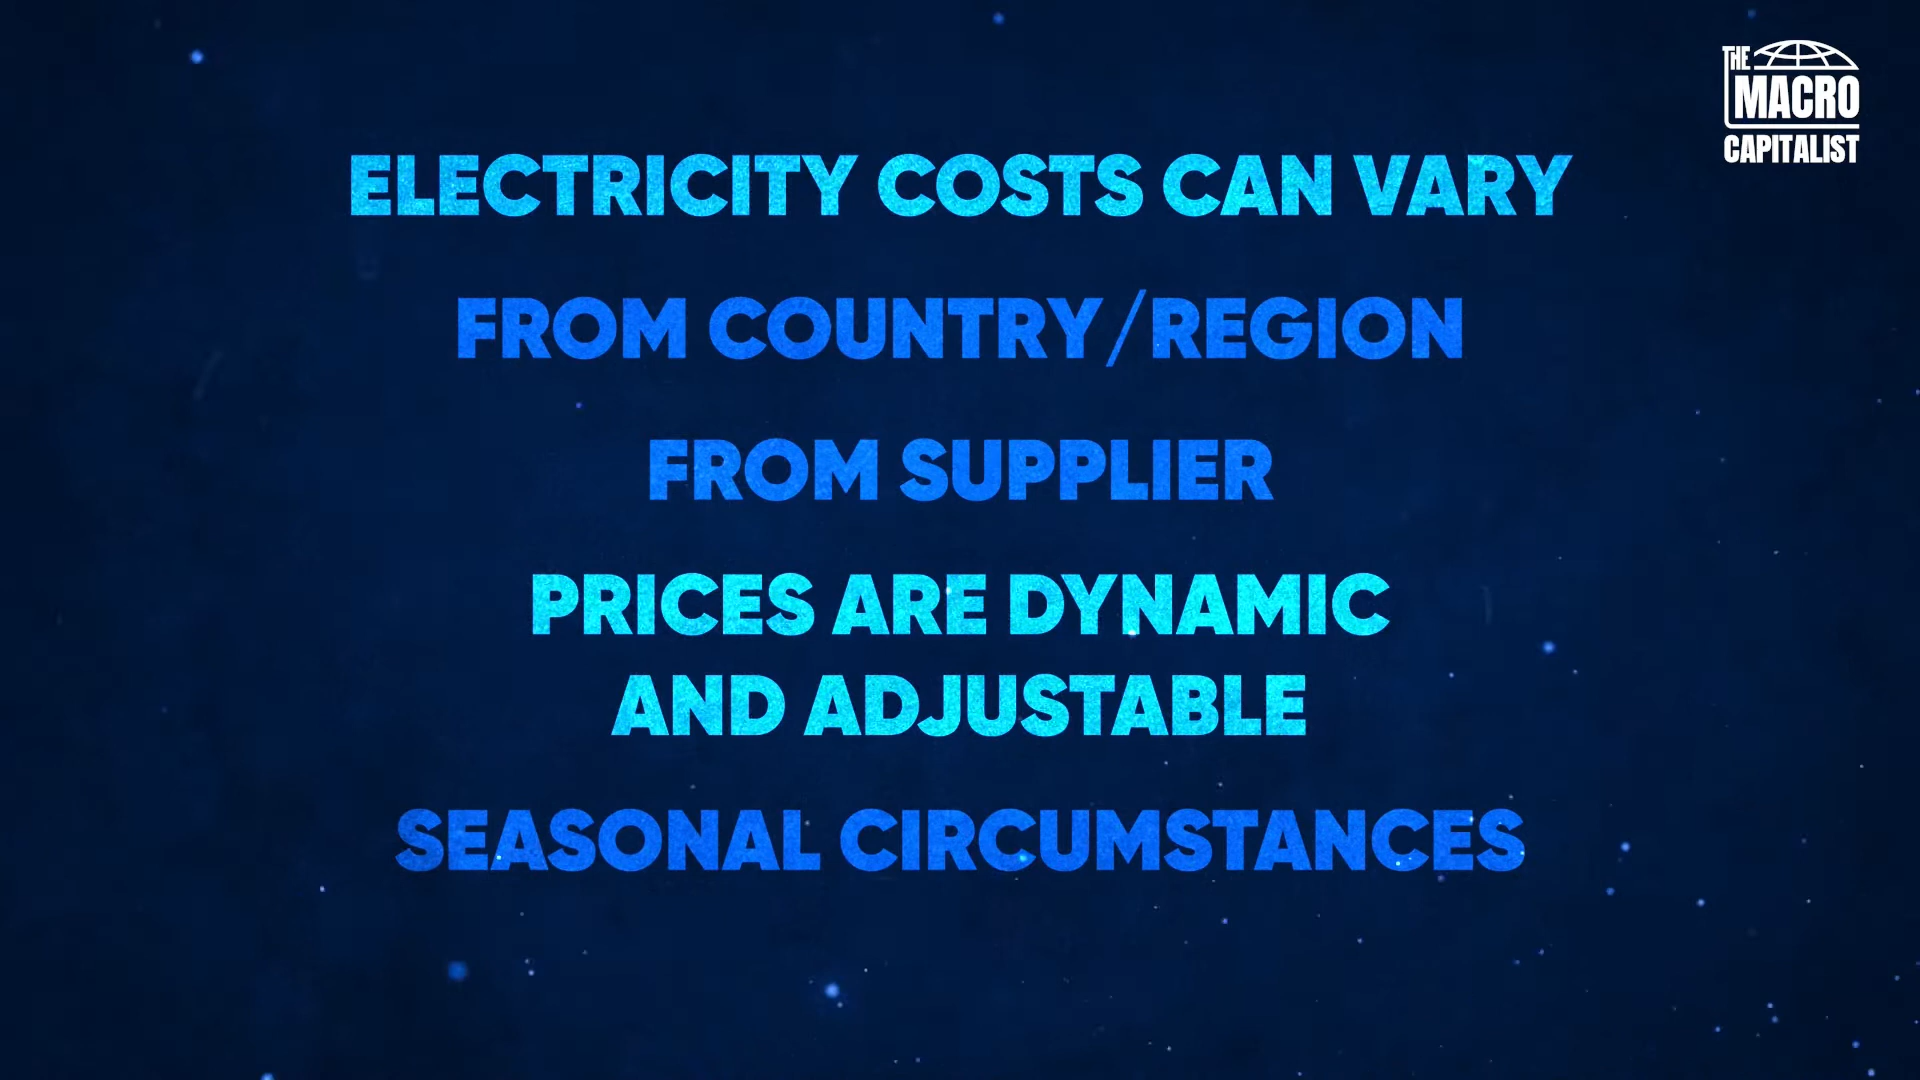 THE
MACRO
CAPITALIST
ELECTRICITY COSTS CAN VARY
FROM COUNTRY/REGION
FROM SUPPLIER
PRICES ARE DYNAMIC
AND ADJUSTABLE
SEASONAL CIRCUMSTANCES